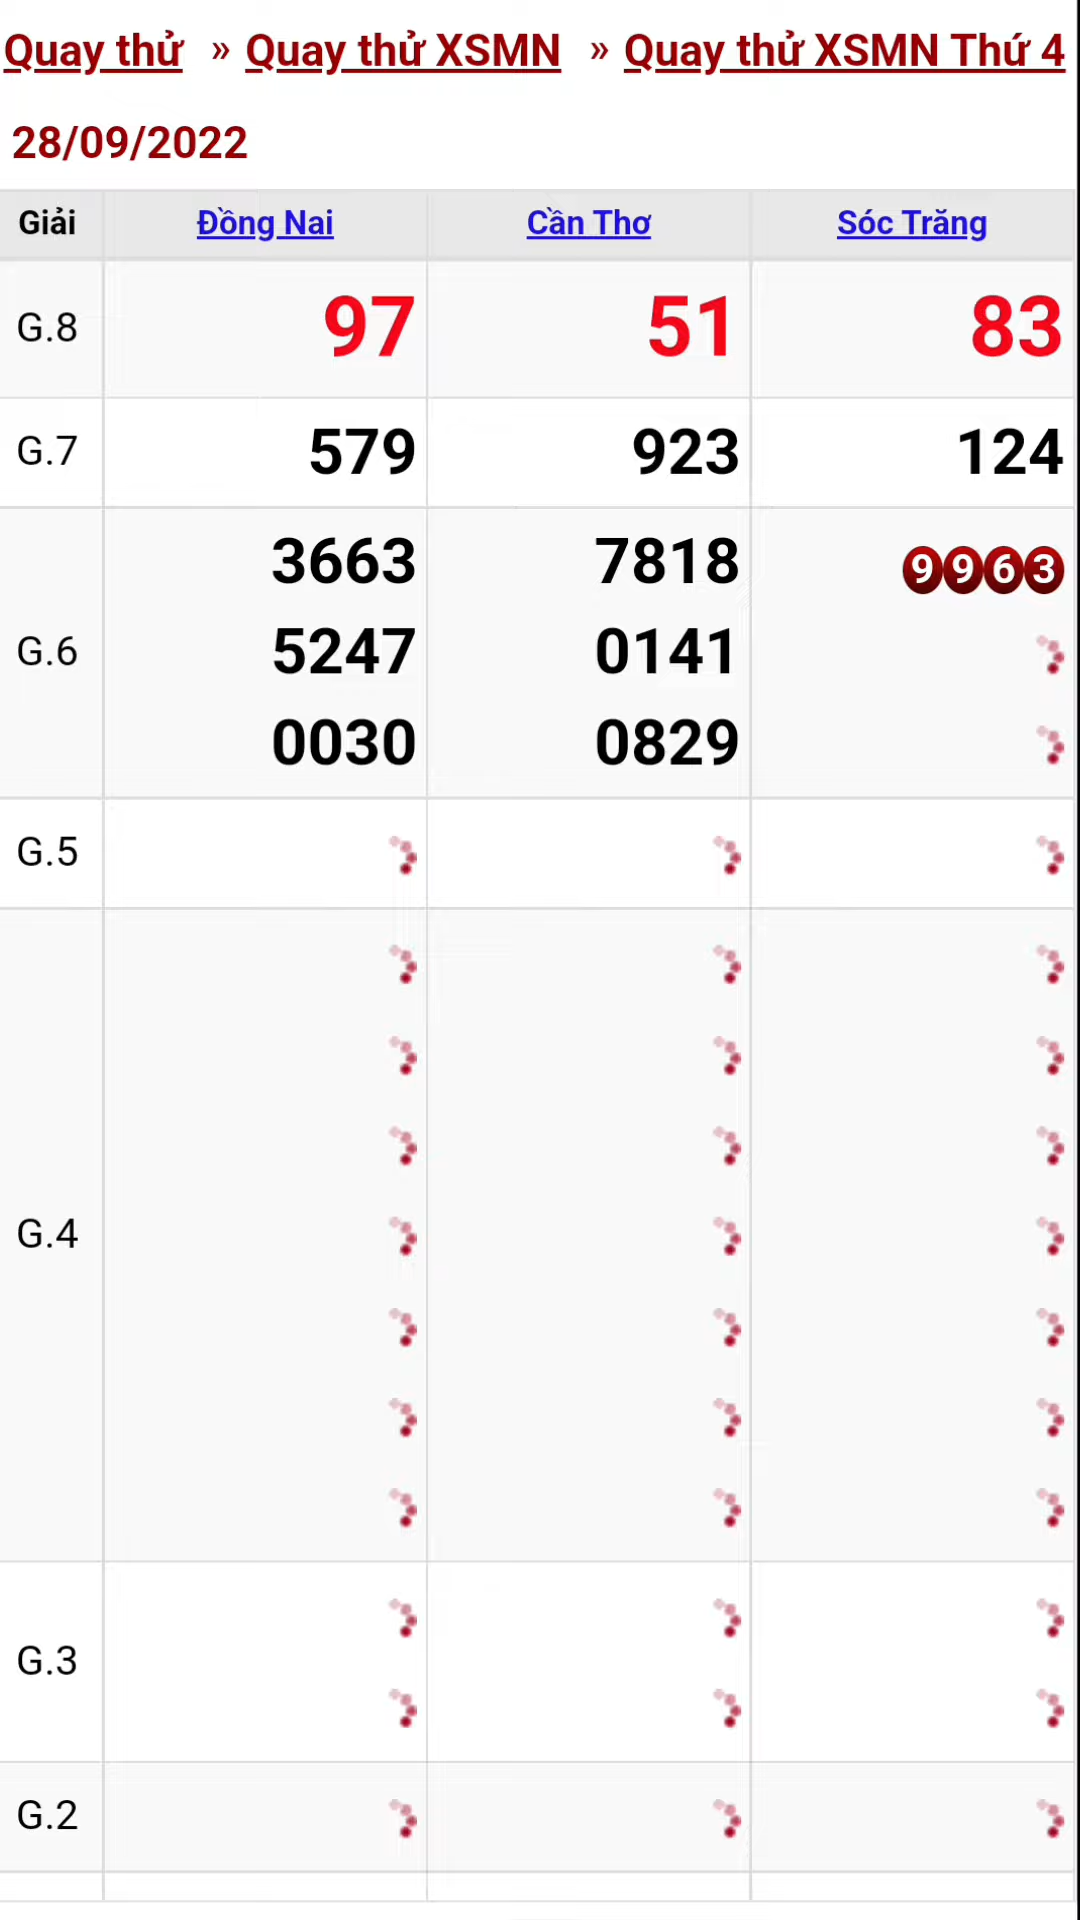 Quay thử » Quay thử XSMN » Quay thử XSMN Thứ 4
28/09/2022
Giải Đồng Nai Cần Thơ Sóc Trăng
G.8 97 51 83
G.7 579 923 124
3663 7818 9963
G.6 5247 0141
0030 0829
G.5
G.4
G.3
G.2